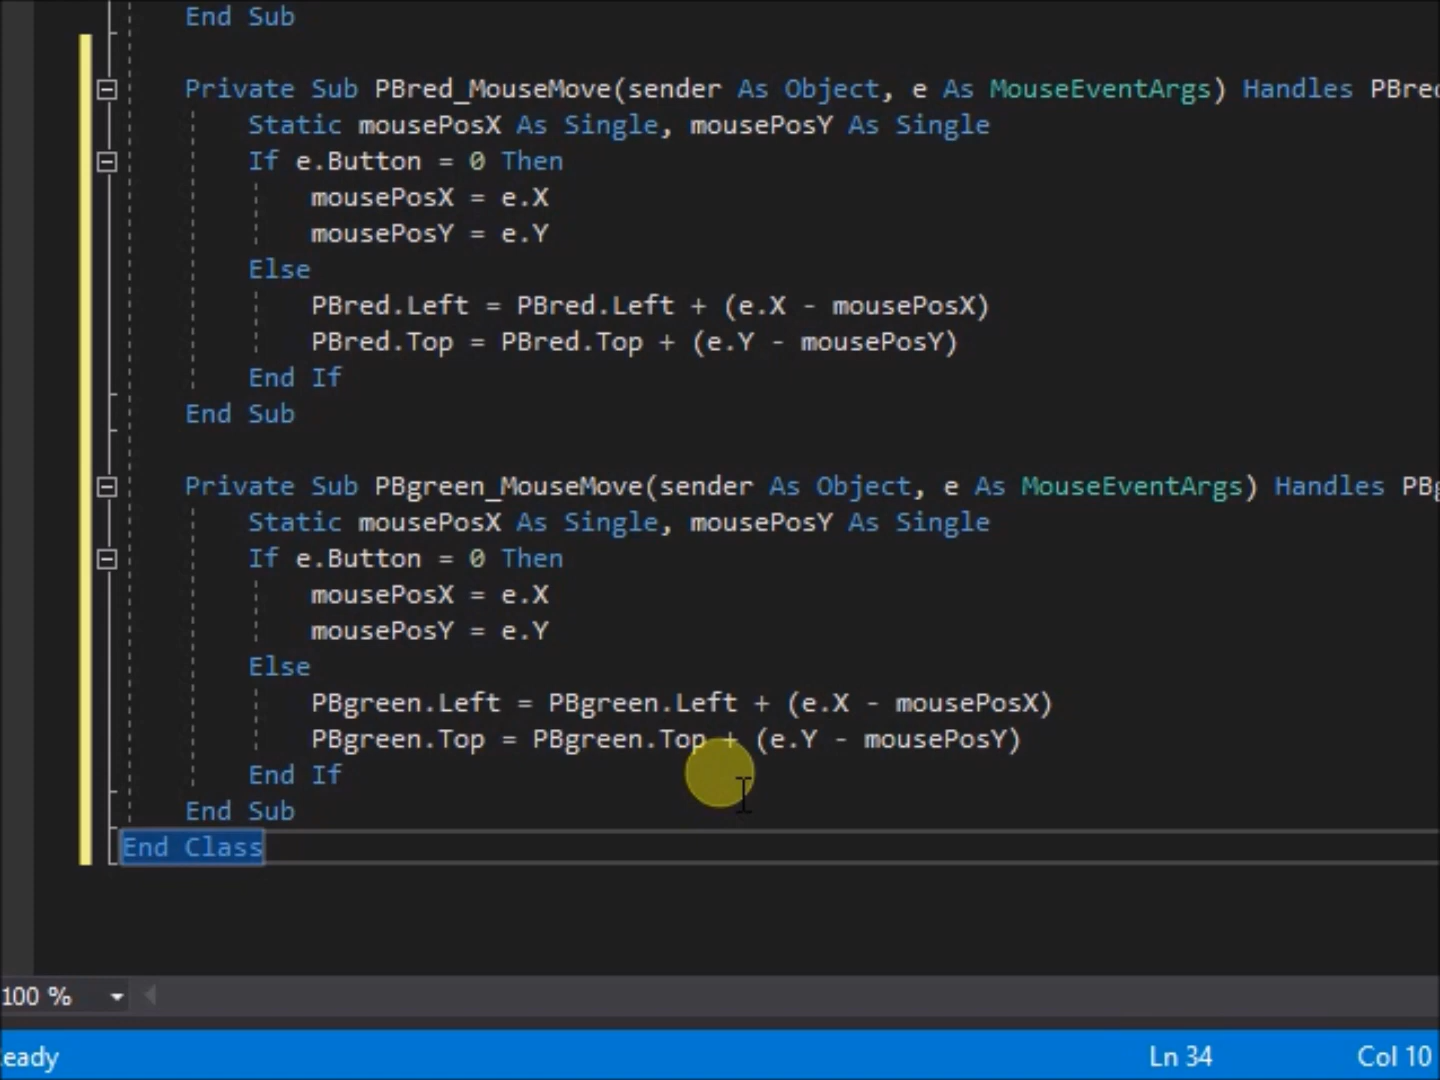 End Sub
Private Sub PBred_MouseMove(sender As Object, e As MouseEventArgs) Handles PBred
Static mousePosX As Single, mousePosY As Single
If e.Button = 0 Then
mousePosX = e.X
mousePosY = e.Y
Else
PBred.Left = PBred.Left + (e.X - mousePosX)
PBred.Top = PBred.Top + (e.Y - mousePosY)
End If
End Sub
Private Sub PBgreen_MouseMove(sender As Object, e As MouseEventArgs) Handles PBg
Static mousePosX As Single, mousePosY As Single
If e.Button = 0 Then
mousePosX = e.X
mousePosY = e.Y
Else
PBgreen.Left = PBgreen.Left + (e.X - mousePosX)
PBgreen.Top = PBgreen.Top + (e.Y - mousePosY)
End If
End Sub
End Class
100 %
eady Ln 34 Col 10